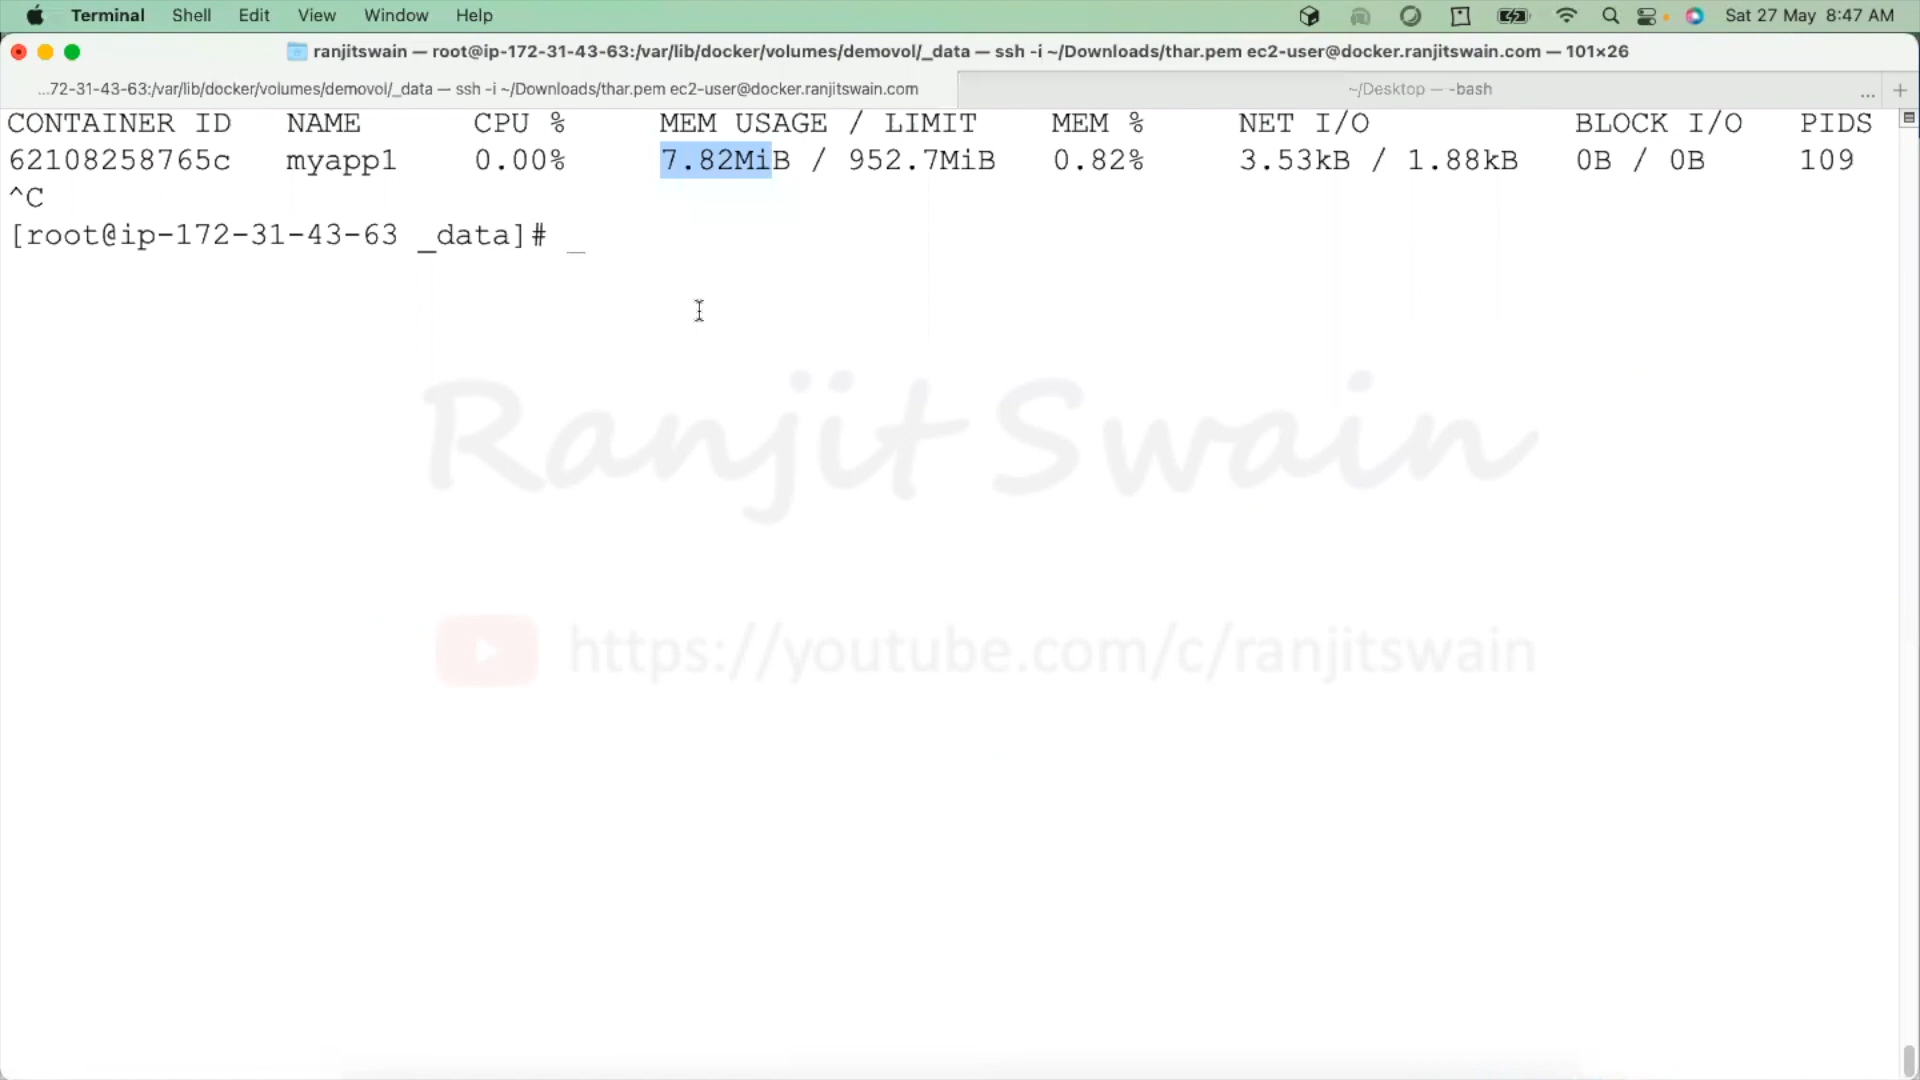 Terminal Shell Edit View Window Help Sat 27 May 8:47 AM
ranjitswain — root@ip-172-31-43-63:/var/lib/docker/volumes/demovol/_data — ssh -i ~/Downloads/thar.pem ec2-user@docker.ranjitswain.com — 101×26
...72-31-43-63:/var/lib/docker/volumes/demovol/_data — ssh -i ~/Downloads/thar.pem ec2-user@docker.ranjitswain.com ~/Desktop — -bash ... +
CONTAINER ID NAME CPU % MEM USAGE / LIMIT MEM % NET I/O BLOCK I/O PIDS
62108258765c myapp1 0.00% 7.82MiB / 952.7MiB 0.82% 3.53kB / 1.88kB 0B / 0B 109
^C
[root@ip-172-31-43-63 _data]# _
Ranjit Swain
https://youtube.com/c/ranjitswain